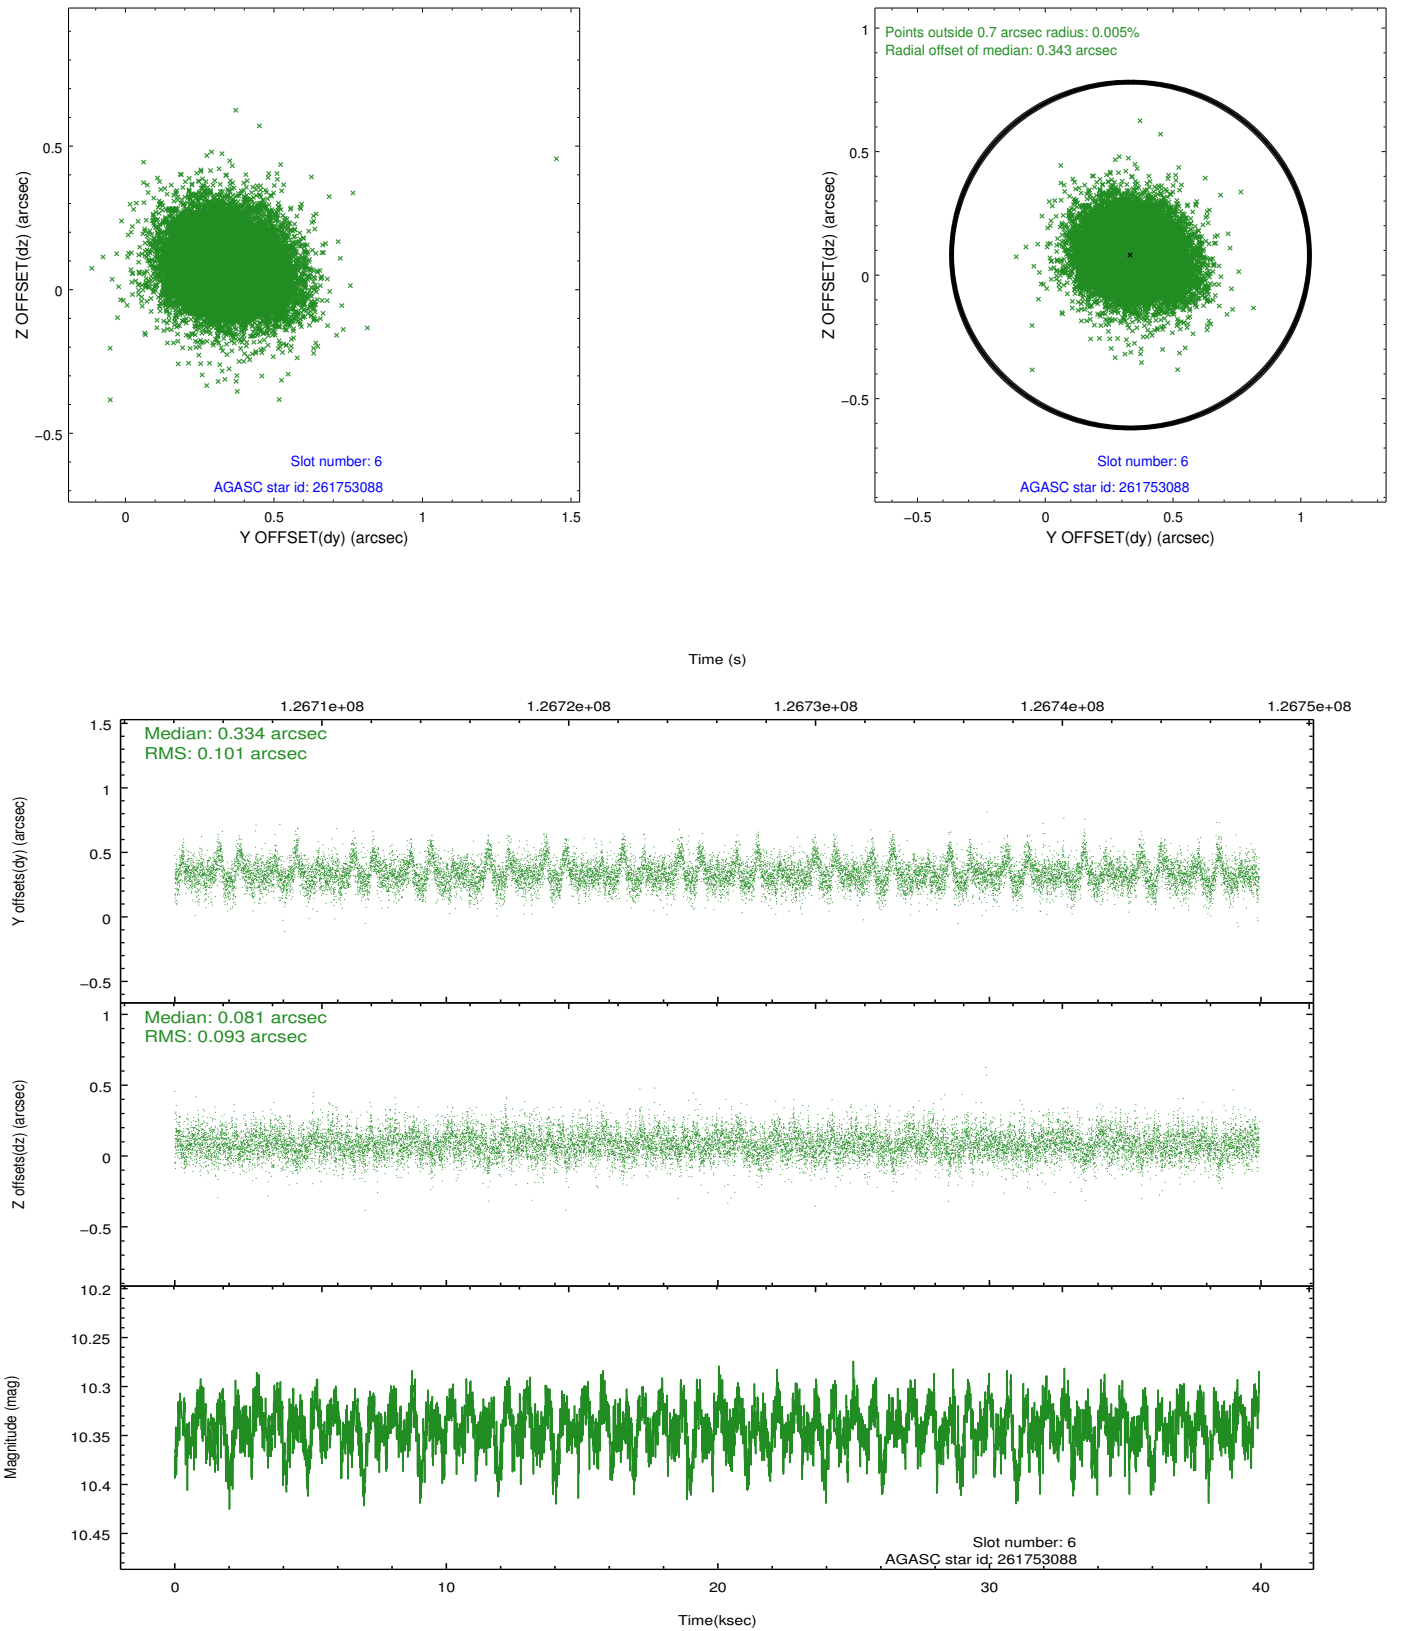 0.5
0
−0.5
Z OFFSET(dz) (arcsec)
Slot number: 6
AGASC star id: 261753088
0 0.5 1 1.5
Y OFFSET(dy) (arcsec)
Points outside 0.7 arcsec radius: 0.005%
Radial offset of median: 0.343 arcsec
1
0.5
0
−0.5
Z OFFSET(dz) (arcsec)
Slot number: 6
AGASC star id: 261753088
−0.5 0 0.5 1
Y OFFSET(dy) (arcsec)
Time (s)
1.2671e+08 1.2672e+08 1.2673e+08 1.2674e+08 1.2675e+08
Median: 0.334 arcsec
RMS: 0.101 arcsec
1.5
1
0.5
0
−0.5
Y offsets(dy) (arcsec)
Median: 0.081 arcsec
RMS: 0.093 arcsec
1
0.5
0
−0.5
Z offsets(dz) (arcsec)
10.2
10.25
10.3
10.35
10.4
10.45
Magnitude (mag)
Slot number: 6
AGASC star id: 261753088
0 10 20 30 40
Time(ksec)